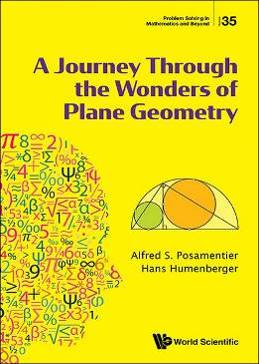 Problem Solving in
Mathematics and Beyond
35
A Journey Through
the Wonders of
Plane Geometry
Alfred S. Posamentier
Hans Humenberger
World Scientific